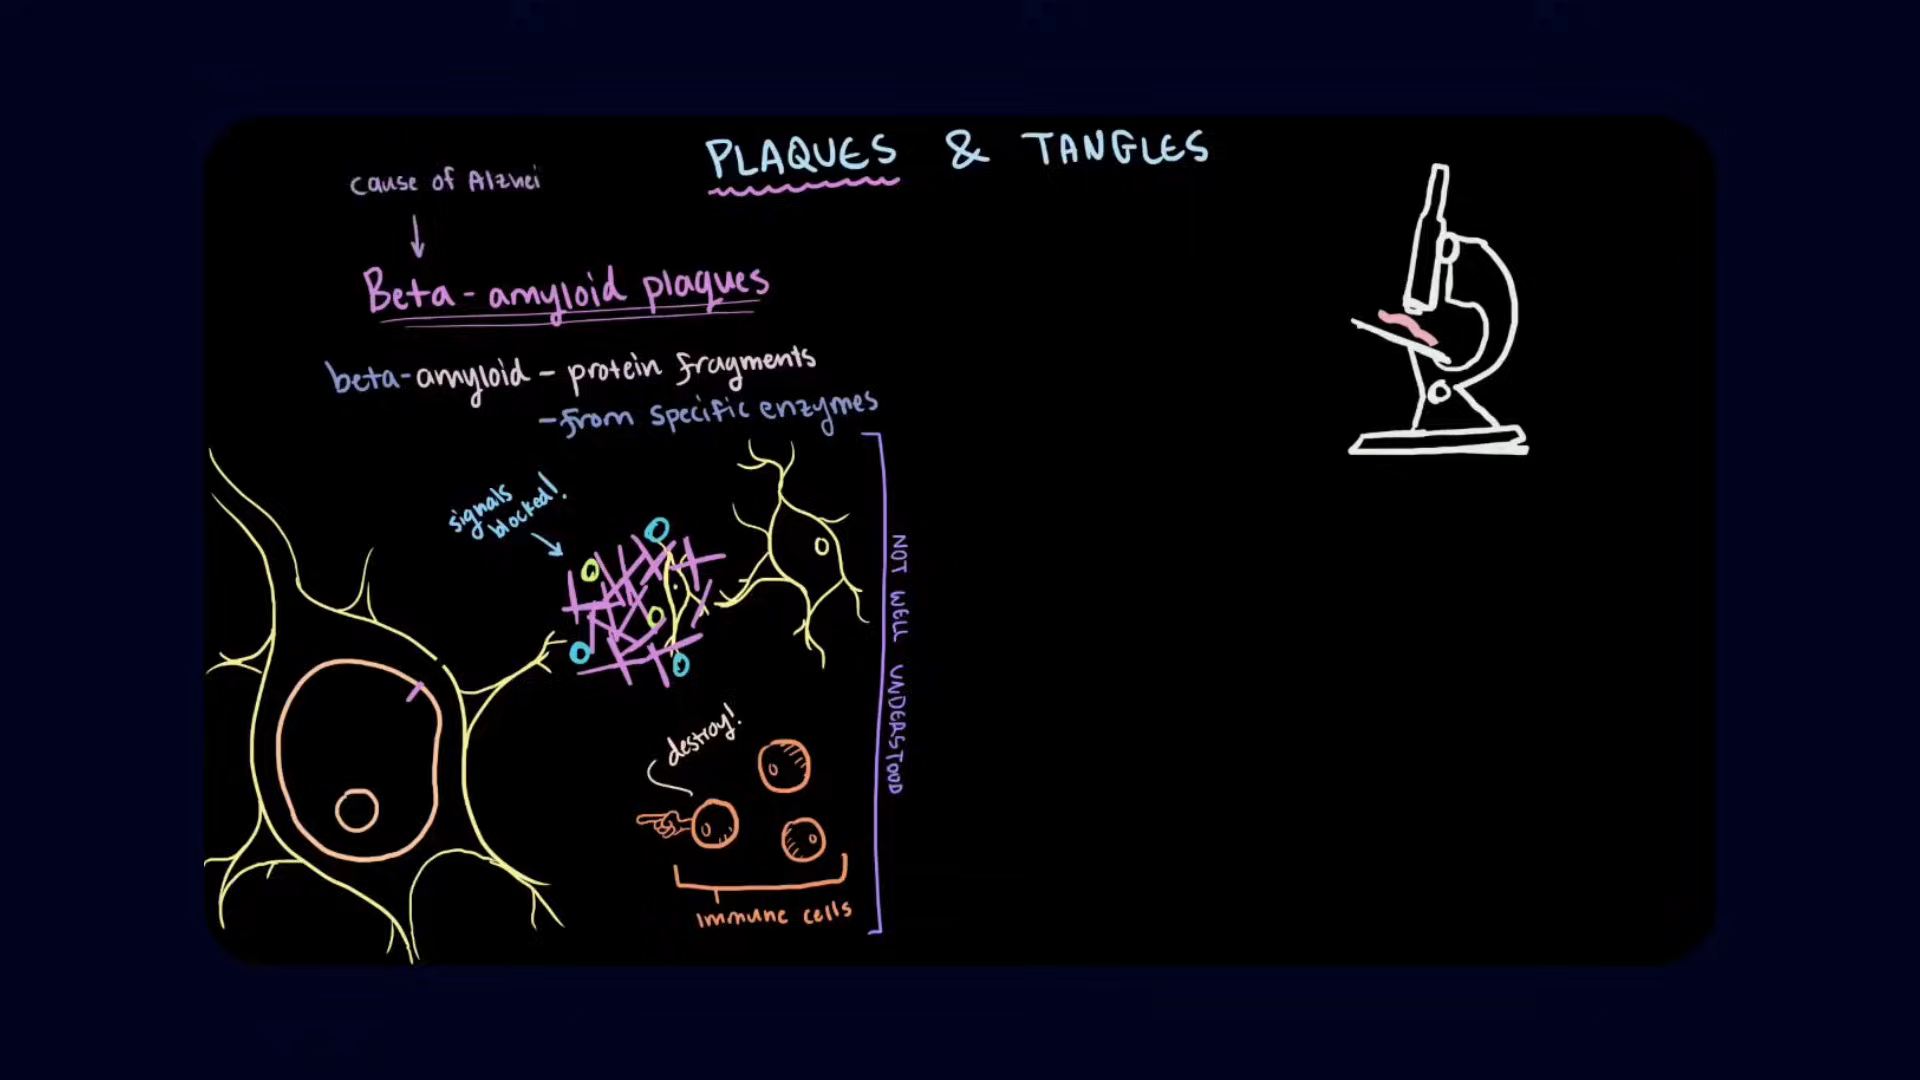 PLAQUES & TANGLES
cause of Alzhei
Beta-amyloid plaques
beta-amyloid - protein fragments
- from specific enzymes
signals
blocked!
NOT WELL UNDERSTOOD
destroy!
immune cells